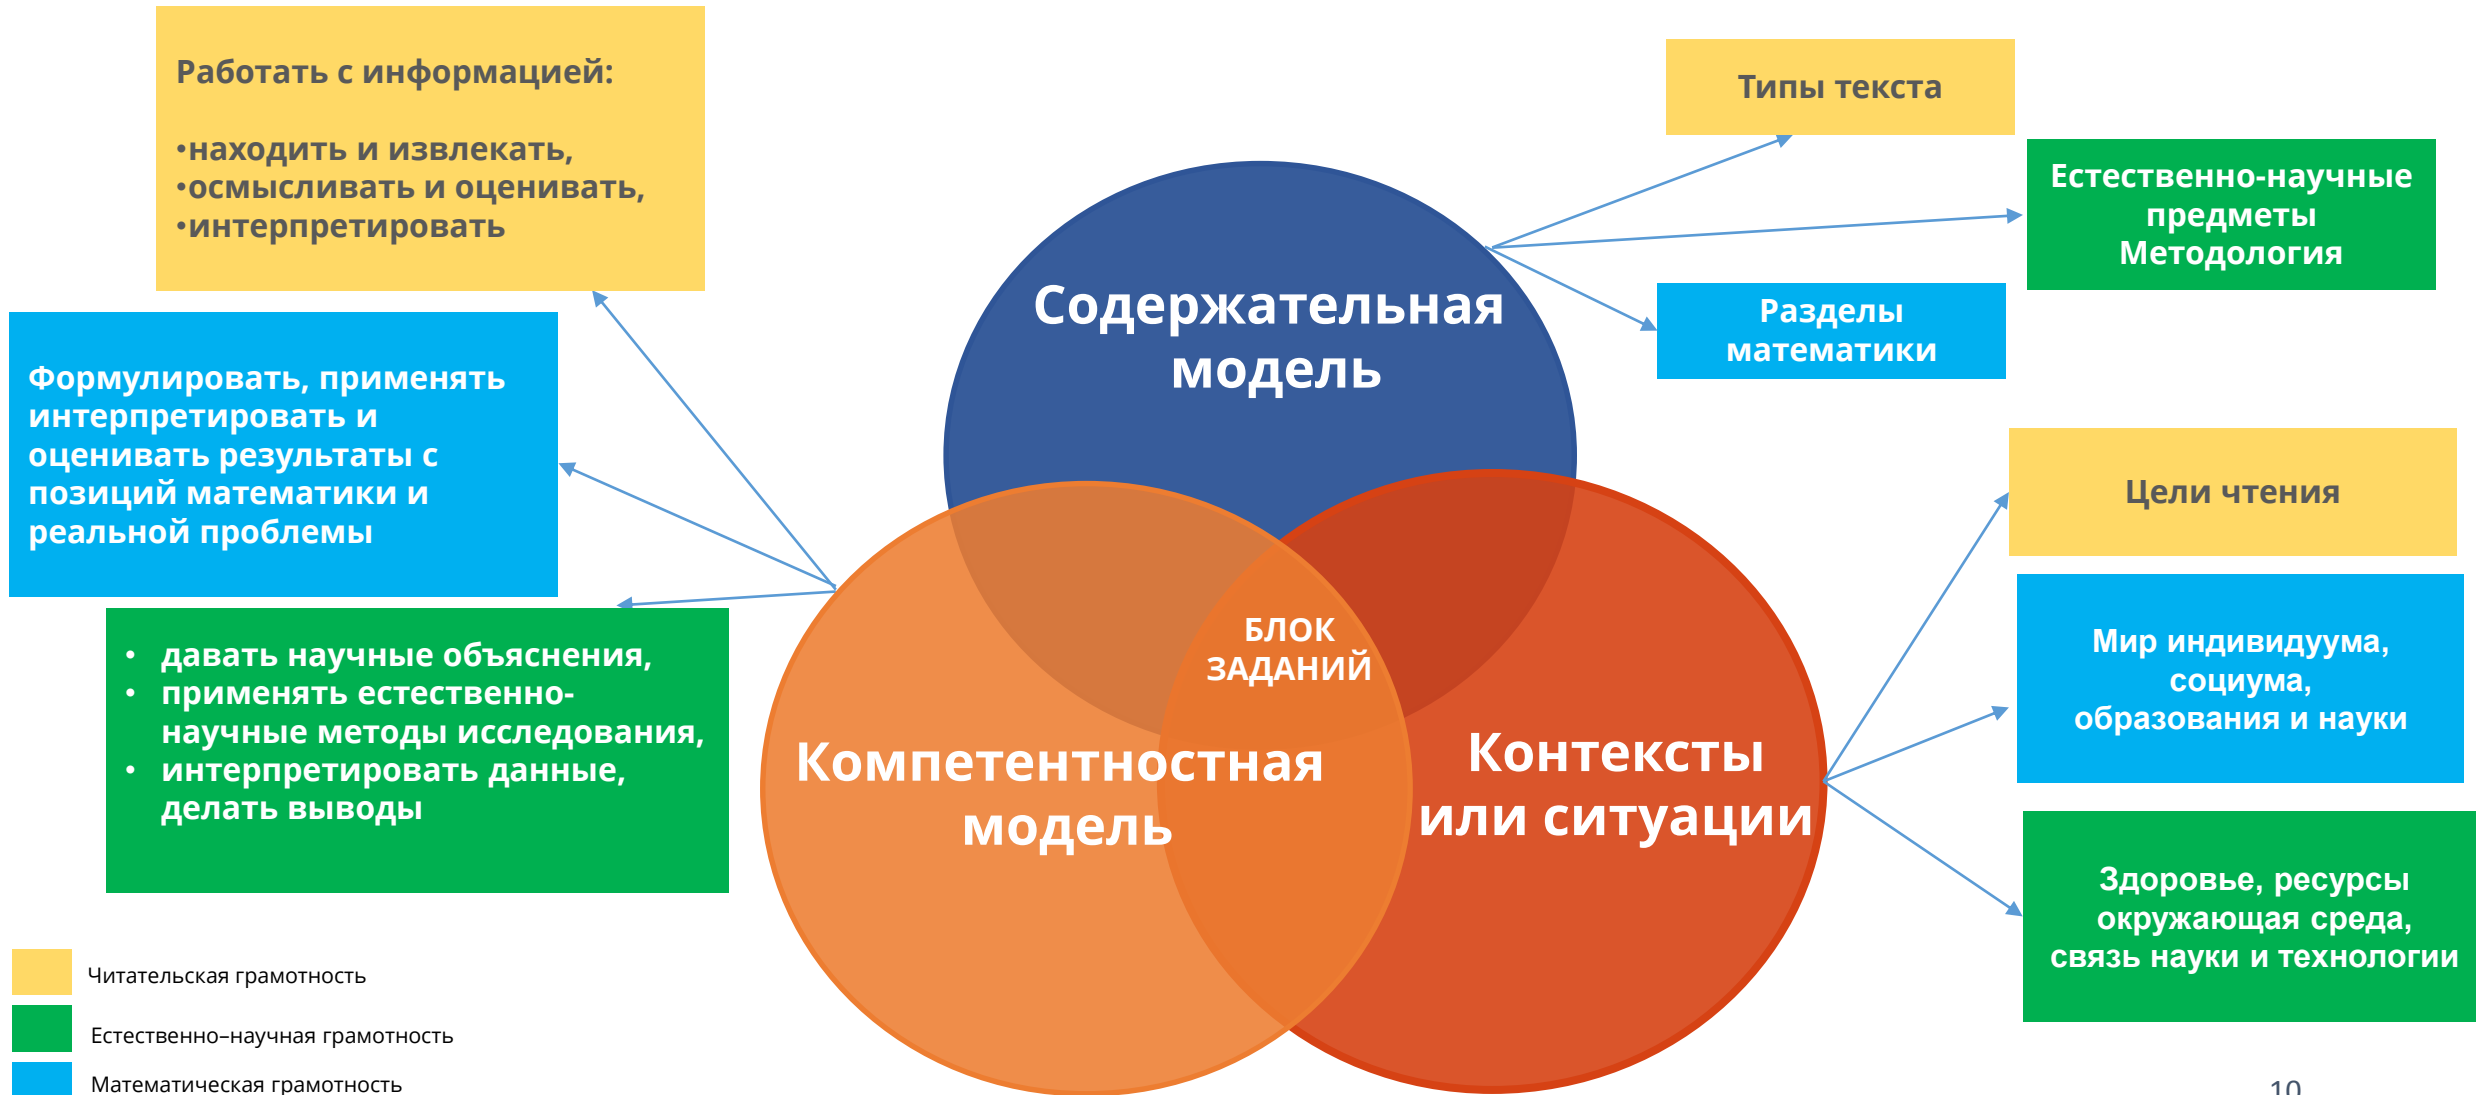 Работать с информацией:
•находить и извлекать,
•осмысливать и оценивать,
•интерпретировать
Формулировать, применять
интерпретировать и
оценивать результаты с
позиций математики и
реальной проблемы
• давать научные объяснения,
• применять естественно-
научные методы исследования,
• интерпретировать данные,
делать выводы
Содержательная
модель
БЛОК
ЗАДАНИЙ
Компетентностная
модель
Контексты
или ситуации
Типы текста
Естественно-научные
предметы
Методология
Разделы
математики
Цели чтения
Мир индивидуума,
социума,
образования и науки
Здоровье, ресурсы
окружающая среда,
связь науки и технологии
Читательская грамотность
Естественно–научная грамотность
Математическая грамотность
10